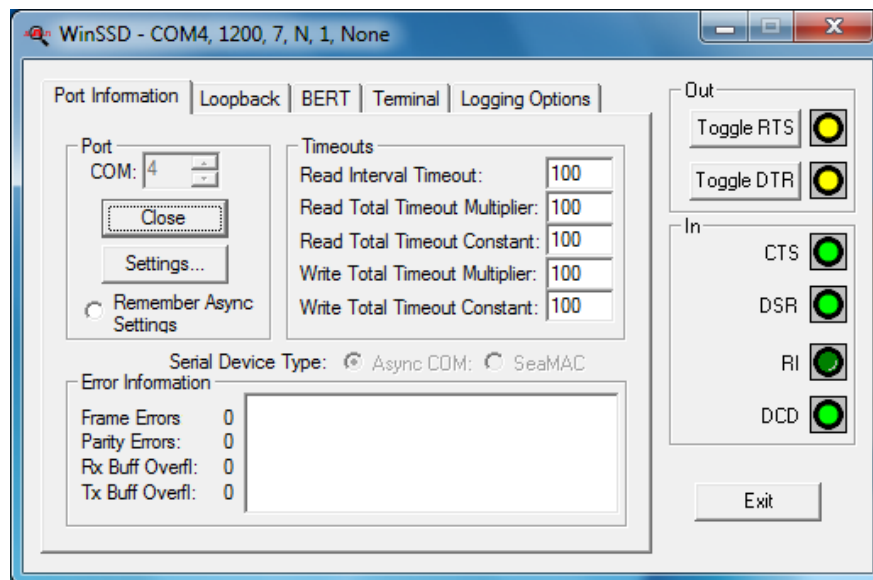 WinSSD - COM4, 1200, 7, N, 1, None
X
Port Information Loopback BERT Terminal Logging Options
Port
COM: 4
Close
Settings...
Remember Async
Settings
Timeouts
Read Interval Timeout: 100
Read Total Timeout Multiplier: 100
Read Total Timeout Constant: 100
Write Total Timeout Multiplier: 100
Write Total Timeout Constant: 100
Serial Device Type: Async COM: SeaMAC
Error Information
Frame Errors 0
Parity Errors: 0
Rx Buff Overfl: 0
Tx Buff Overfl: 0
Out
Toggle RTS
Toggle DTR
In
CTS
DSR
RI
DCD
Exit